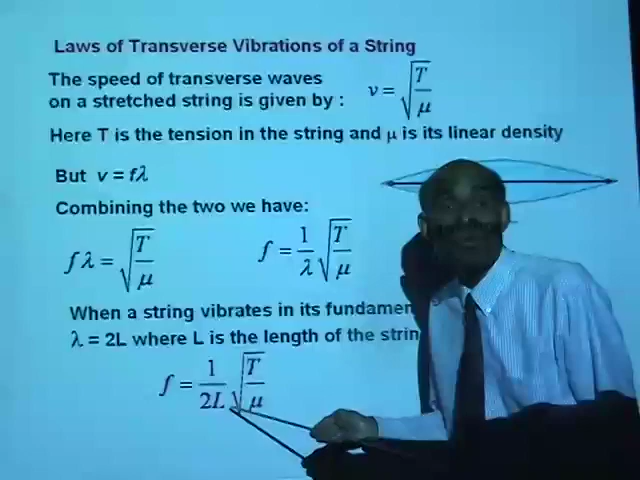 Laws of Transverse Vibrations of a String
The speed of transverse waves
on a stretched string is given by :
v = √(T/μ)
Here T is the tension in the string and μ is its linear density
But v = fλ
Combining the two we have:
fλ = √(T/μ)
f = 1/λ √(T/μ)
When a string vibrates in its
λ = 2L where L is the length of the
f = 1/2L √(T/μ)